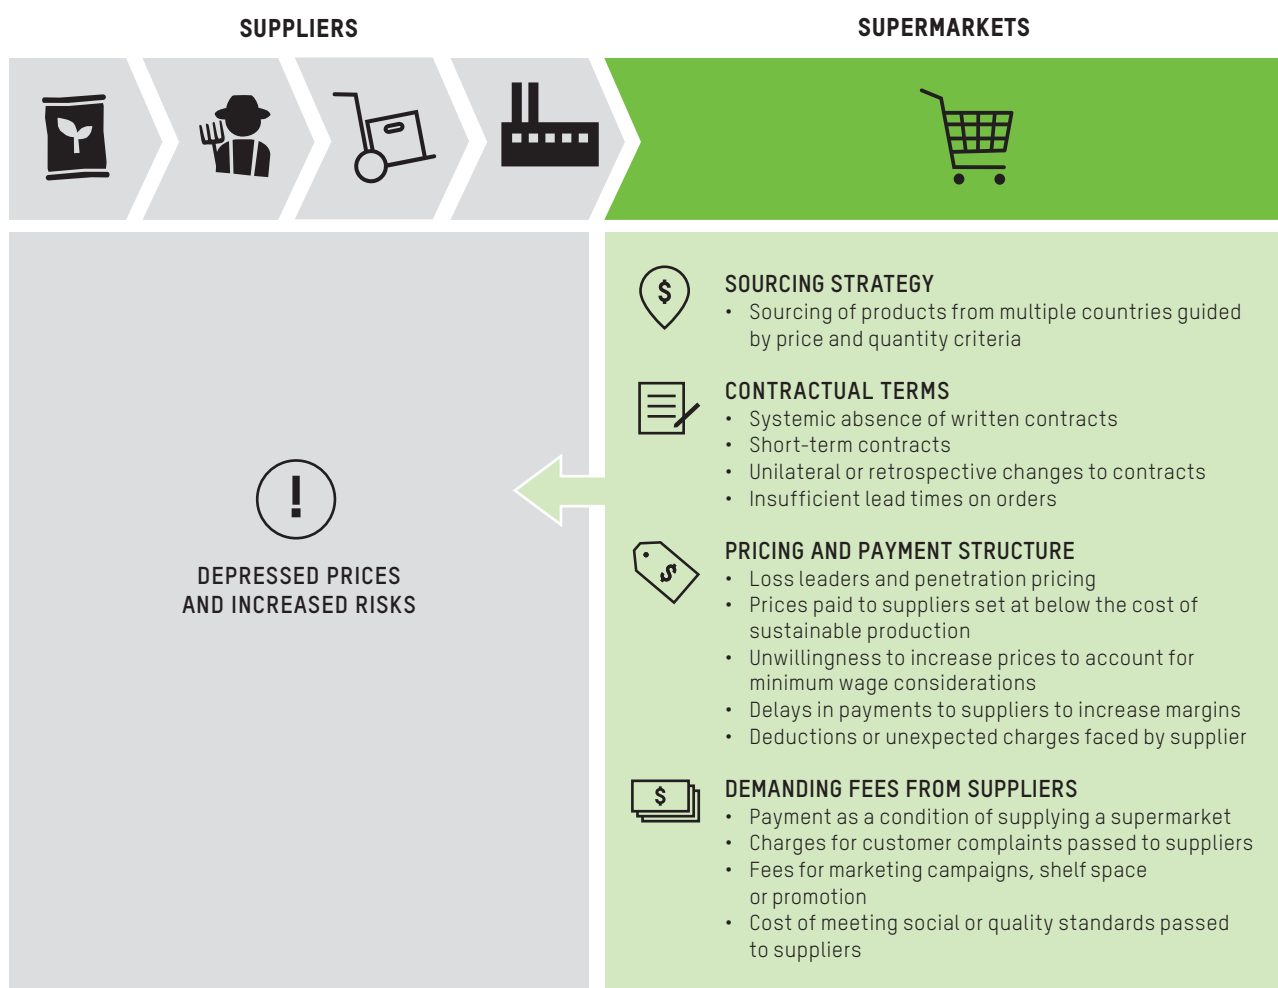 SUPPLIERS
SUPERMARKETS
DEPRESSED PRICES
AND INCREASED RISKS
SOURCING STRATEGY
• Sourcing of products from multiple countries guided
by price and quantity criteria
CONTRACTUAL TERMS
• Systemic absence of written contracts
• Short-term contracts
• Unilateral or retrospective changes to contracts
• Insufficient lead times on orders
PRICING AND PAYMENT STRUCTURE
• Loss leaders and penetration pricing
• Prices paid to suppliers set at below the cost of
sustainable production
• Unwillingness to increase prices to account for
minimum wage considerations
• Delays in payments to suppliers to increase margins
• Deductions or unexpected charges faced by supplier
DEMANDING FEES FROM SUPPLIERS
• Payment as a condition of supplying a supermarket
• Charges for customer complaints passed to suppliers
• Fees for marketing campaigns, shelf space
or promotion
• Cost of meeting social or quality standards passed
to suppliers